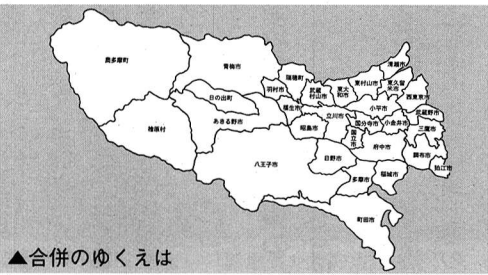 奥多摩町
青梅市
瑞穂町
羽村市
武蔵
村山市
東大
和市
東村山市
清瀬市
東久留
米市
西東京市
小平市
武蔵野市
日の出町
福生市
立川市
国分寺市
小金井市
三鷹市
檜原村
あきる野市
昭島市
国立市
府中市
調布市
狛江市
八王子市
日野市
多摩市
稲城市
町田市
▲合併のゆくえは